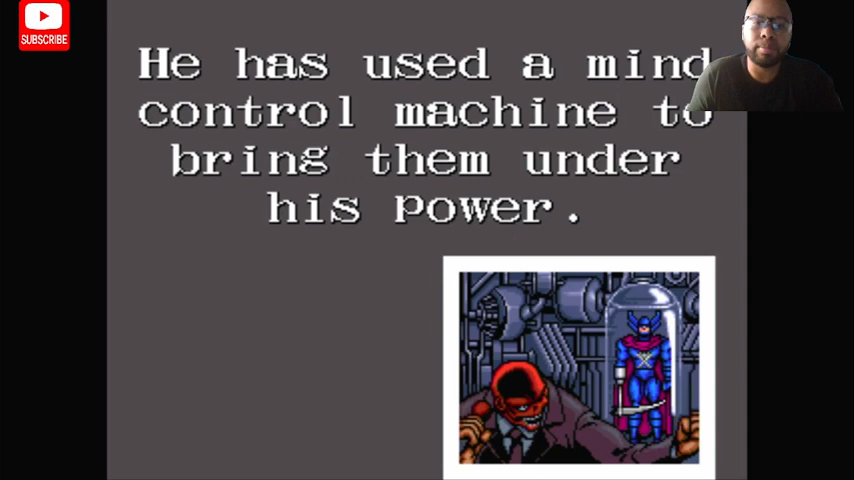 SUBSCRIBE
He has used a mind
control machine to
bring them under
his power.